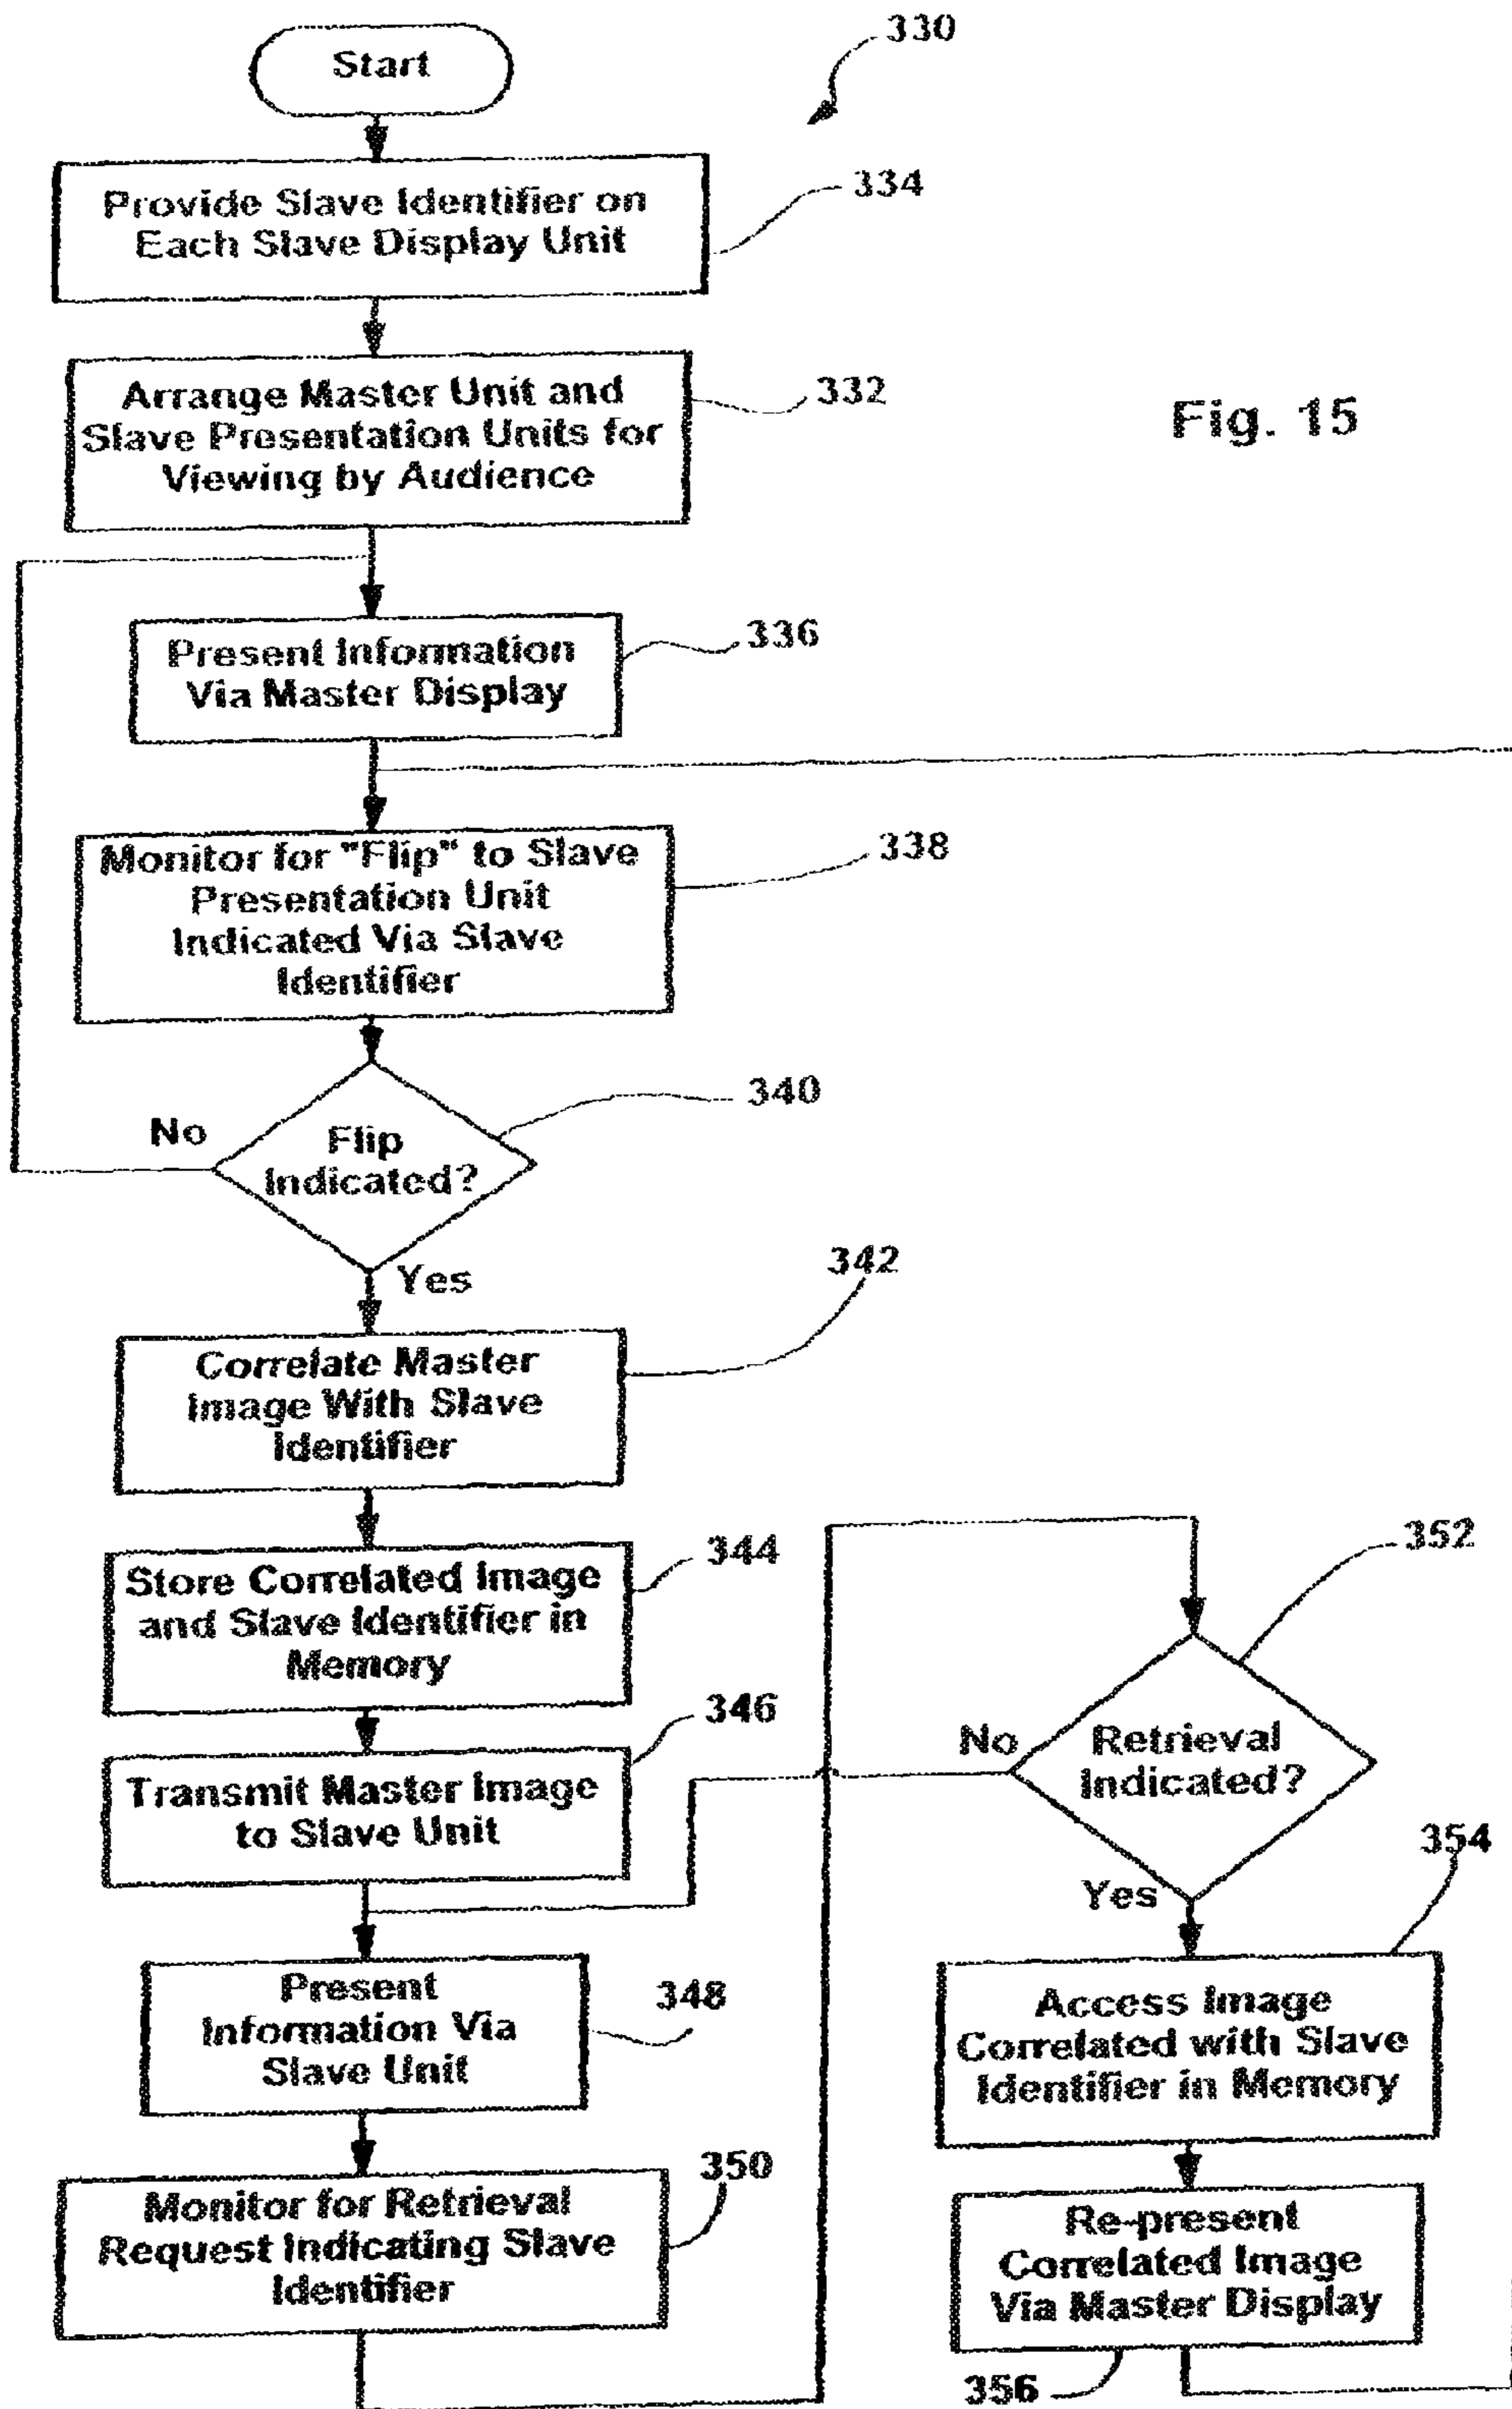 Start
330
Provide Slave Identifier on
Each Slave Display Unit
334
Arrange Master Unit and
Slave Presentation Units for
Viewing by Audience
332
Fig. 15
Present Information
Via Master Display
336
Monitor for "Flip" to Slave
Presentation Unit
Indicated Via Slave
Identifier
338
Flip
Indicated?
340
No
Yes
Correlate Master
Image With Slave
Identifier
342
Store Correlated Image
and Slave Identifier in
Memory
344
Transmit Master Image
to Slave Unit
346
Present
Information Via
Slave Unit
348
Monitor for Retrieval
Request Indicating Slave
Identifier
350
Retrieval
Indicated?
352
No
Yes
Access Image
Correlated with Slave
Identifier in Memory
354
Re-present
Correlated Image
Via Master Display
356